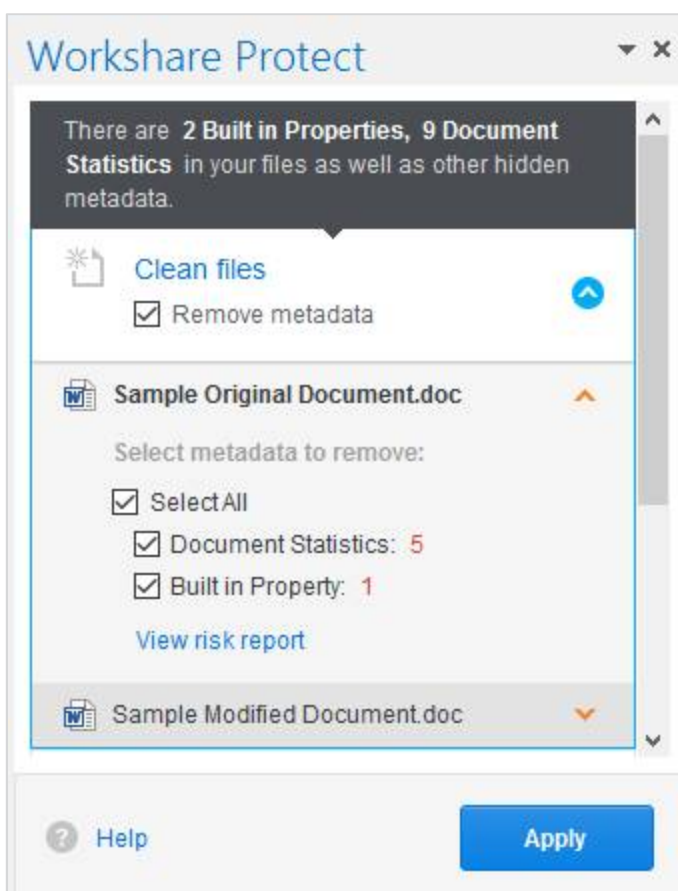 Workshare Protect
There are 2 Built in Properties, 9 Document
Statistics in your files as well as other hidden
metadata.
Clean files
Remove metadata
Sample Original Document.doc
Select metadata to remove:
Select All
Document Statistics: 5
Built in Property: 1
View risk report
Sample Modified Document.doc
Help
Apply